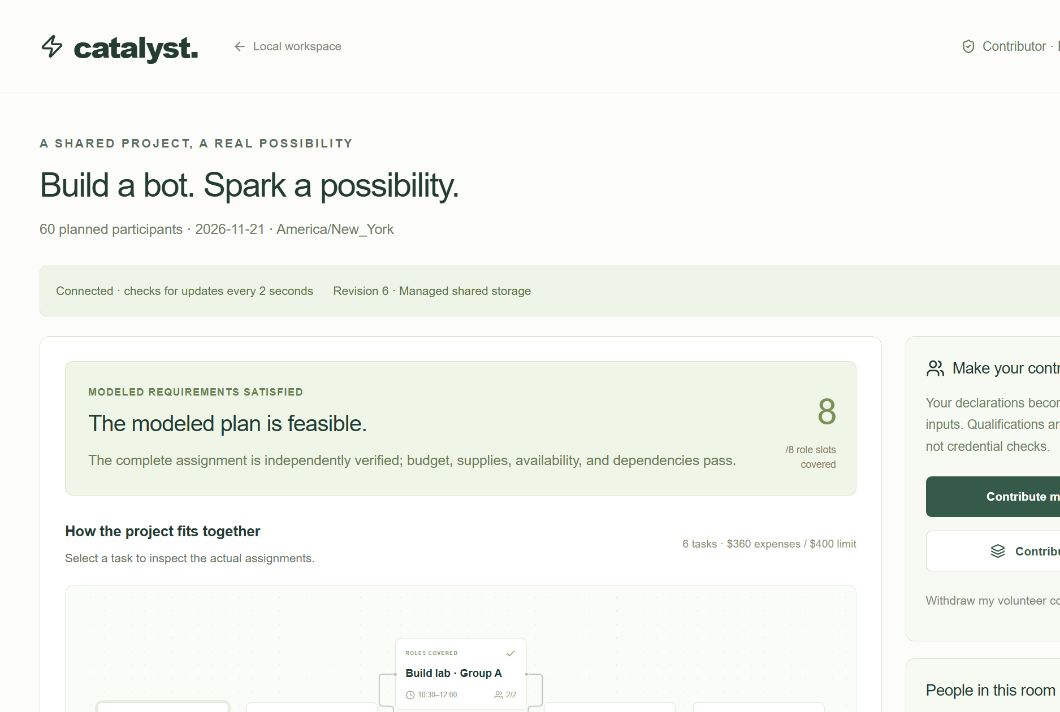 catalyst.
Local workspace
Contributor ·
A SHARED PROJECT, A REAL POSSIBILITY
Build a bot. Spark a possibility.
60 planned participants · 2026-11-21 · America/New_York
Connected · checks for updates every 2 seconds
Revision 6 · Managed shared storage
MODELED REQUIREMENTS SATISFIED
The modeled plan is feasible.
The complete assignment is independently verified; budget, supplies, availability, and dependencies pass.
8
/8 role slots
covered
How the project fits together
Select a task to inspect the actual assignments.
6 tasks · $360 expenses / $400 limit
ROLES COVERED
Build lab · Group A
10:30–12:00
2/2
Make your
Your declarations
inputs. Qualifications
not credential checks.
Contribute
Withdraw my volunteer
People in this room